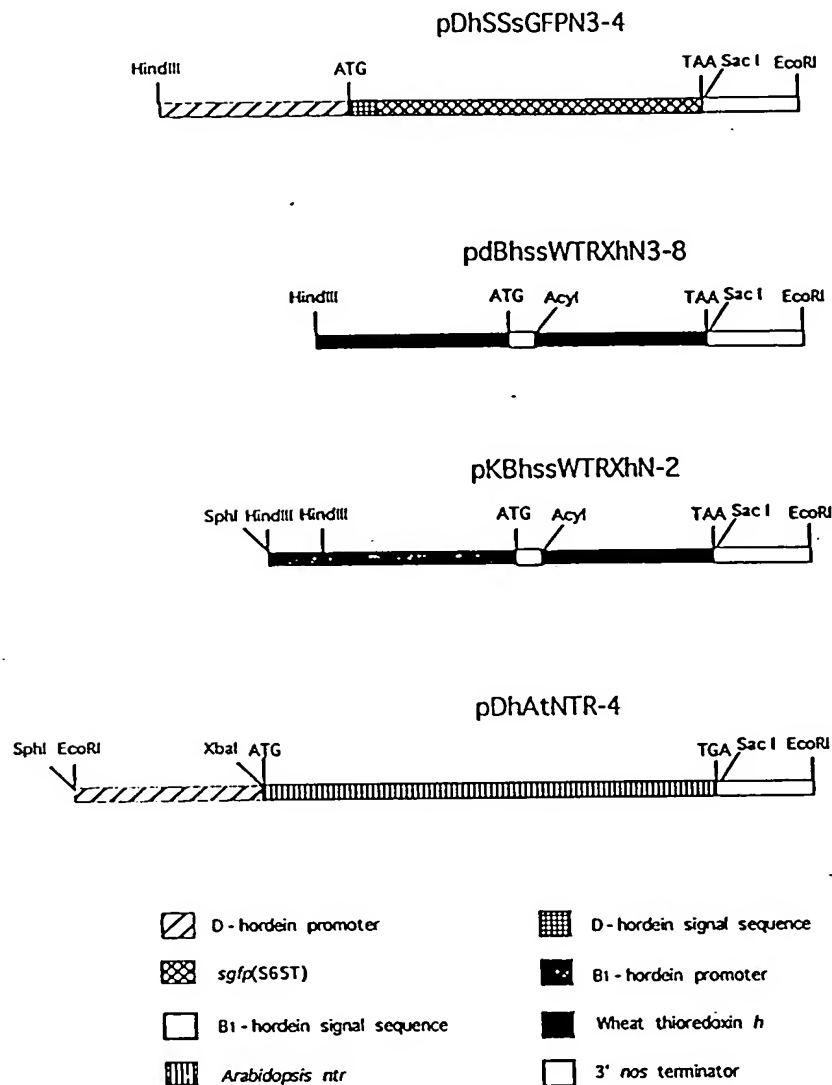 pDhSSsGFPN3-4
HindIII ATG TAA Sac I EcoRI
pdBhssWTRXhN3-8
HindIII ATG AcyI TAA Sac I EcoRI
pKBhssWTRXhN-2
SphI HindIII HindIII ATG AcyI TAA Sac I EcoRI
pDhAtNTR-4
SphI EcoRI XbaI ATG TGA Sac I EcoRI
D-hordein promoter
D-hordein signal sequence
sgfp(S65T)
B1-hordein promoter
B1-hordein signal sequence
Wheat thioredoxin h
Arabidopsis ntr
3' nos terminator